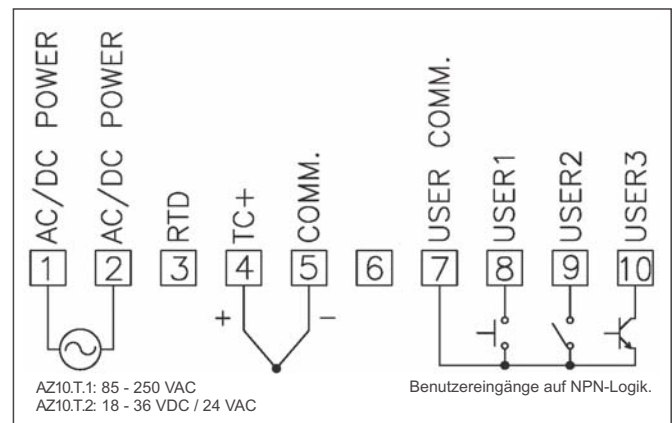 AC/DC POWER
AC/DC POWER
RTD
TC+
COMM.
USER COMM.
USER1
USER2
USER3
1 2 3 4 5 6 7 8 9 10
+ −
AZ10.T.1: 85 - 250 VAC
AZ10.T.2: 18 - 36 VDC / 24 VAC
Benutzereingänge auf NPN-Logik.